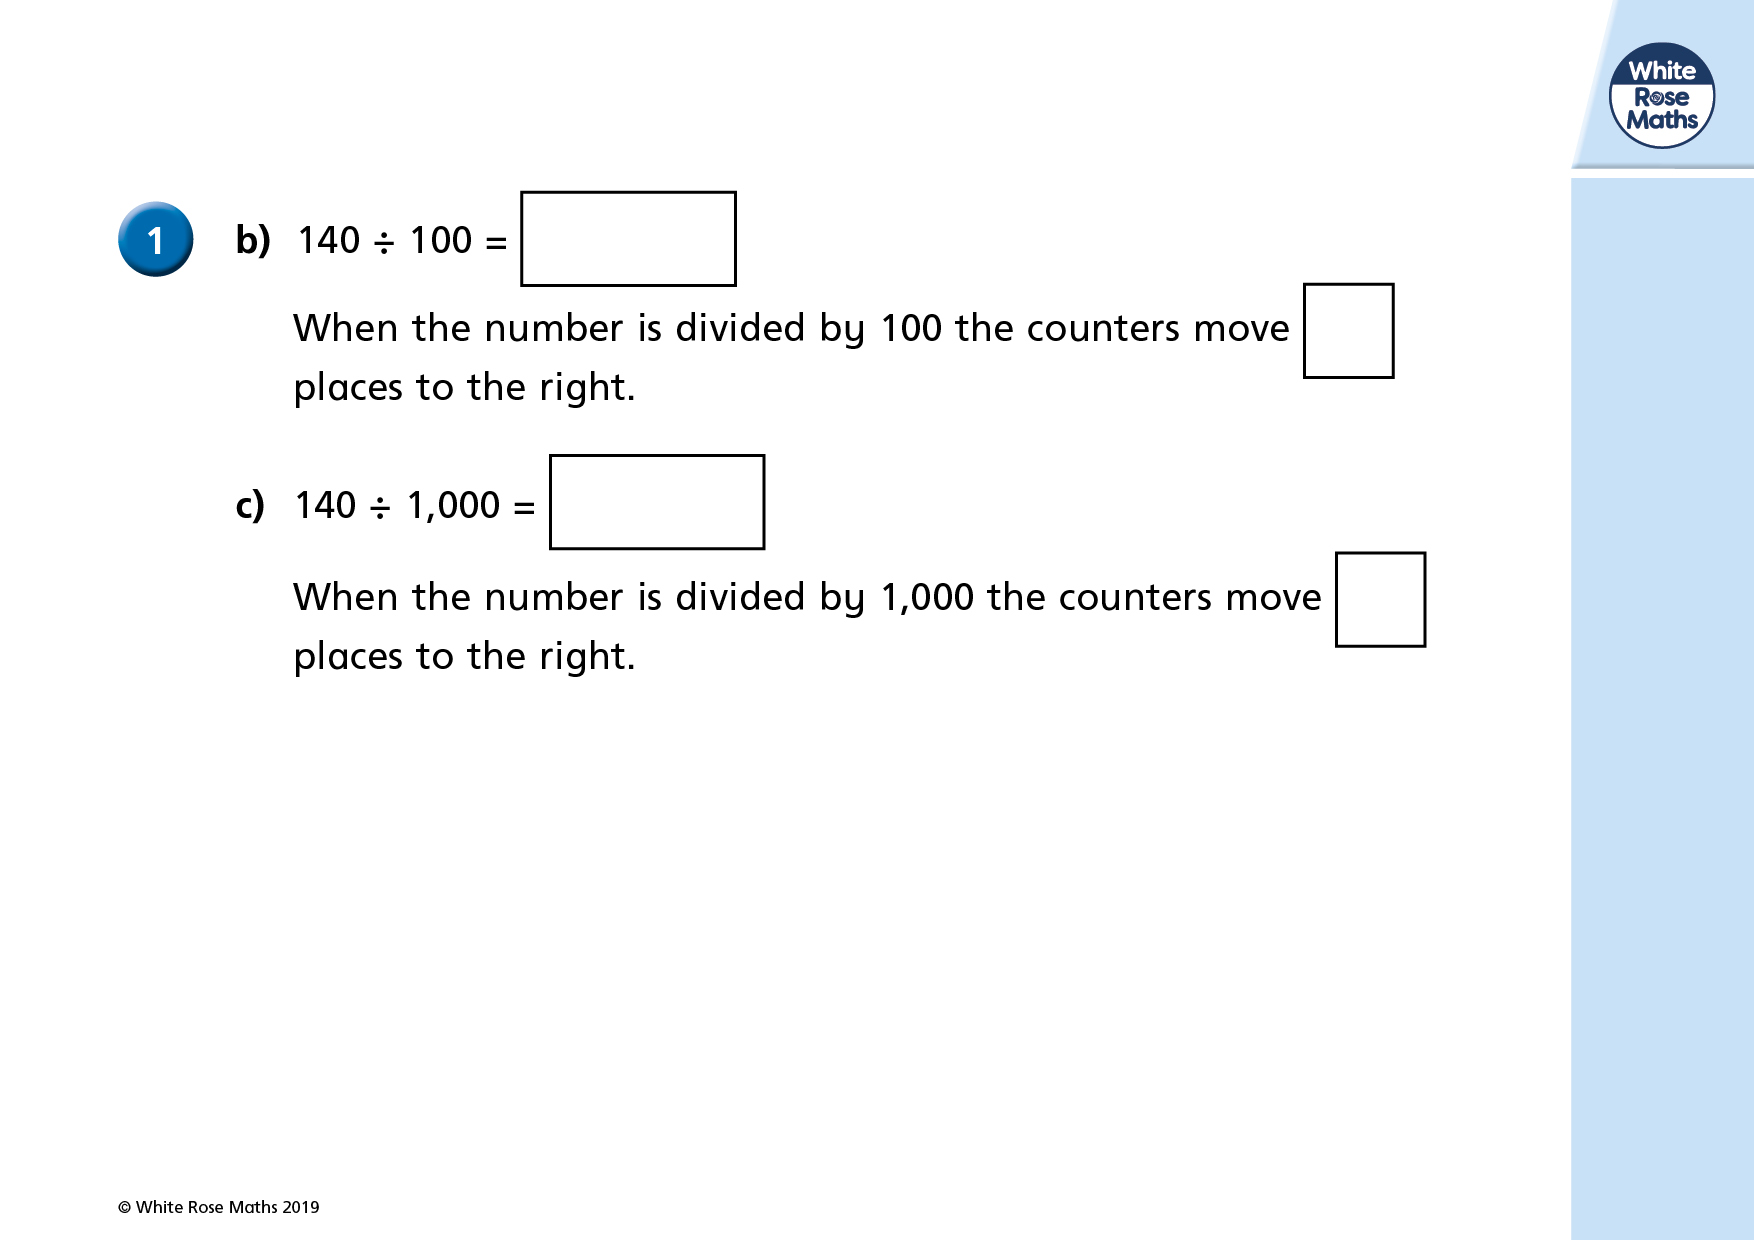 White
Rose
Maths
1 b) 140 ÷ 100 =
When the number is divided by 100 the counters move
places to the right.
c) 140 ÷ 1,000 =
When the number is divided by 1,000 the counters move
places to the right.
© White Rose Maths 2019